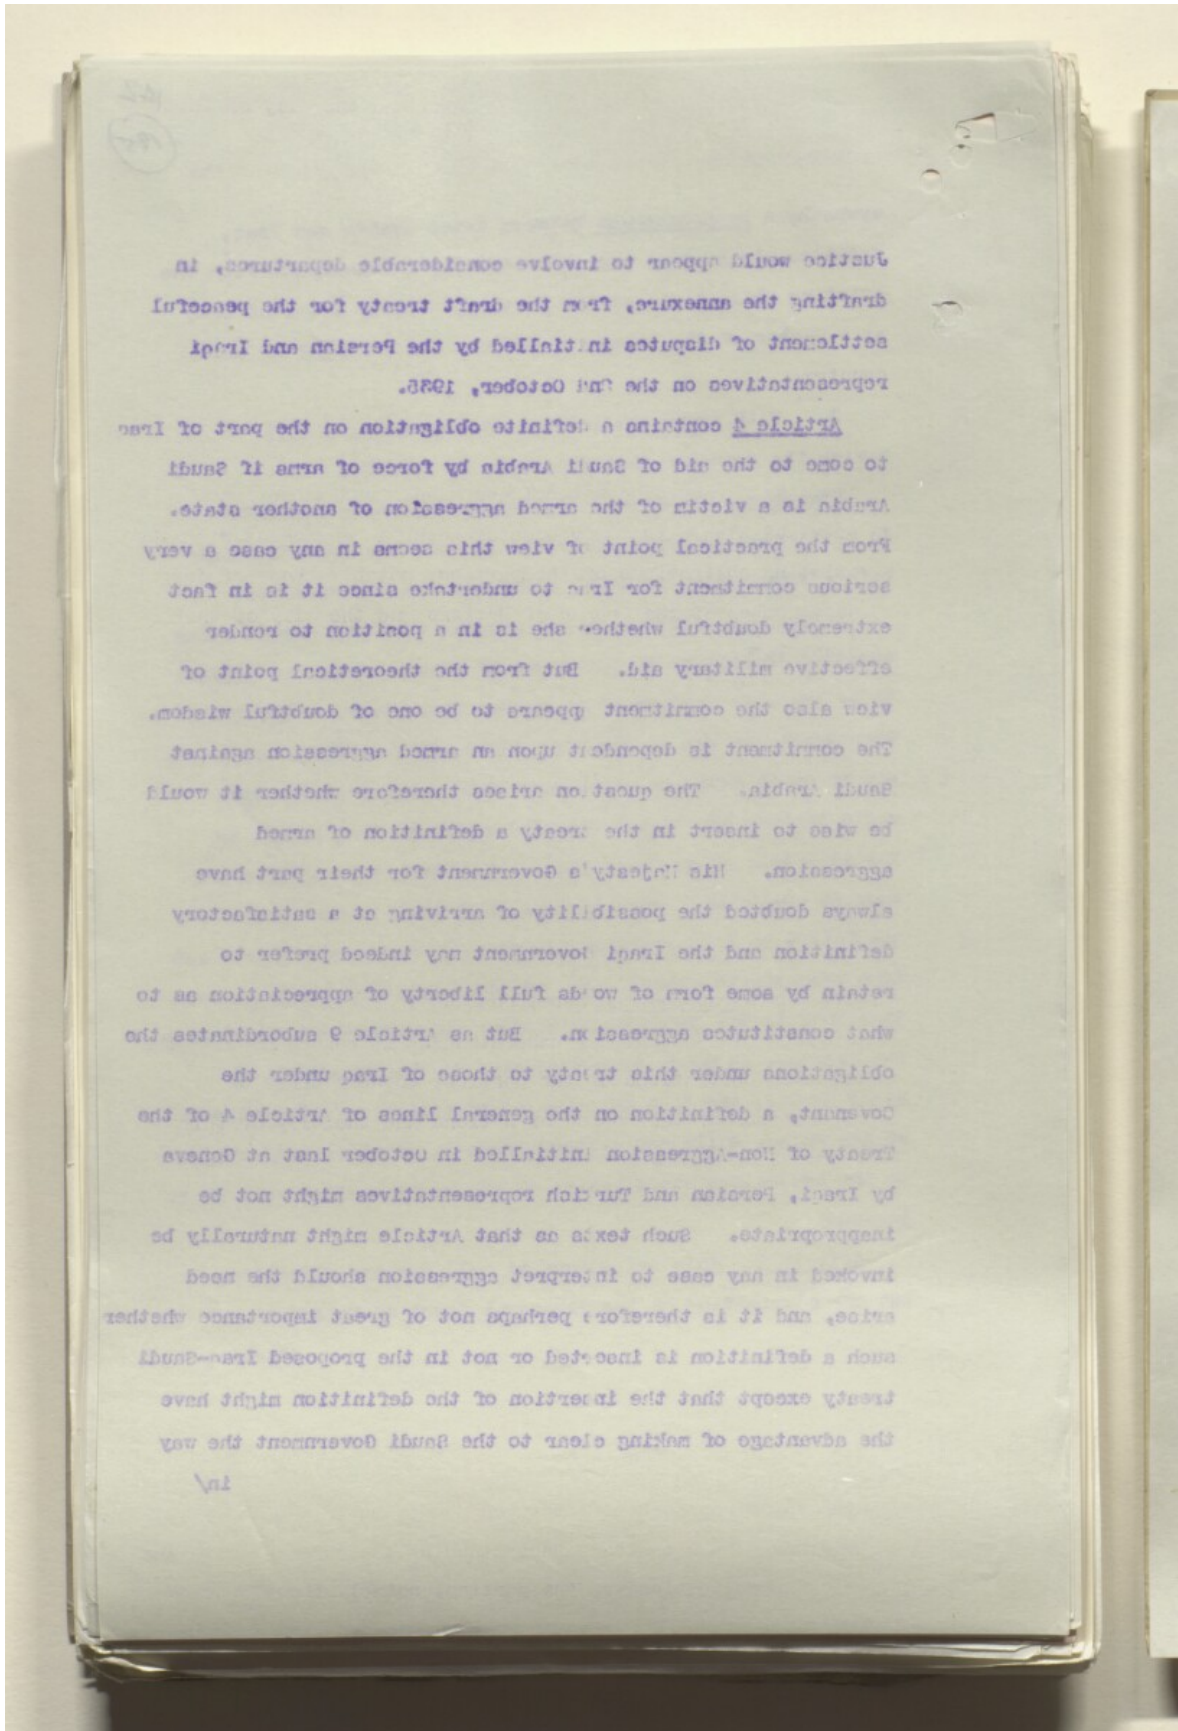 Justice would appear to involve considerable departures, in
drafting the annexure, from the draft treaty for the peaceful
settlement of disputes initialled by the Persian and Iraqi
representatives on the 2nd October, 1935.
Article 4 contains a definite obligation on the part of Iraq
to come to the aid of Saudi Arabia by force of arms if Saudi
Arabia is a victim of the armed aggression of another state.
From the practical point of view this seems in any case a very
serious commitment for Iraq to undertake since it is in fact
extremely doubtful whether she is in a position to render
effective military aid. But from the theoretical point of
view also the commitment appears to be one of doubtful wisdom.
The commitment is dependent upon an armed aggression against
Saudi Arabia. The question arises therefore whether it would
be wise to insert in the treaty a definition of armed
aggression. His Majesty's Government for their part have
always doubted the possibility of arriving at a satisfactory
definition and the Iraqi Government may indeed prefer to
retain by some form of words full liberty of appreciation as to
what constitutes aggression. But as Article 9 subordinates the
obligations under this treaty to those of Iraq under the
Covenant, a definition on the general lines of Article 4 of the
Treaty of Non-Aggression initialled in October last at Geneva
by Iraqi, Persian and Turkish representatives might not be
inappropriate. Such texts as that Article might naturally be
invoked in any case to interpret aggression should the need
arise, and it is therefore perhaps not of great importance whether
such a definition is inserted or not in the proposed Iraq-Saudi
treaty except that the insertion of the definition might have
the advantage of making clear to the Saudi Government the way
in/